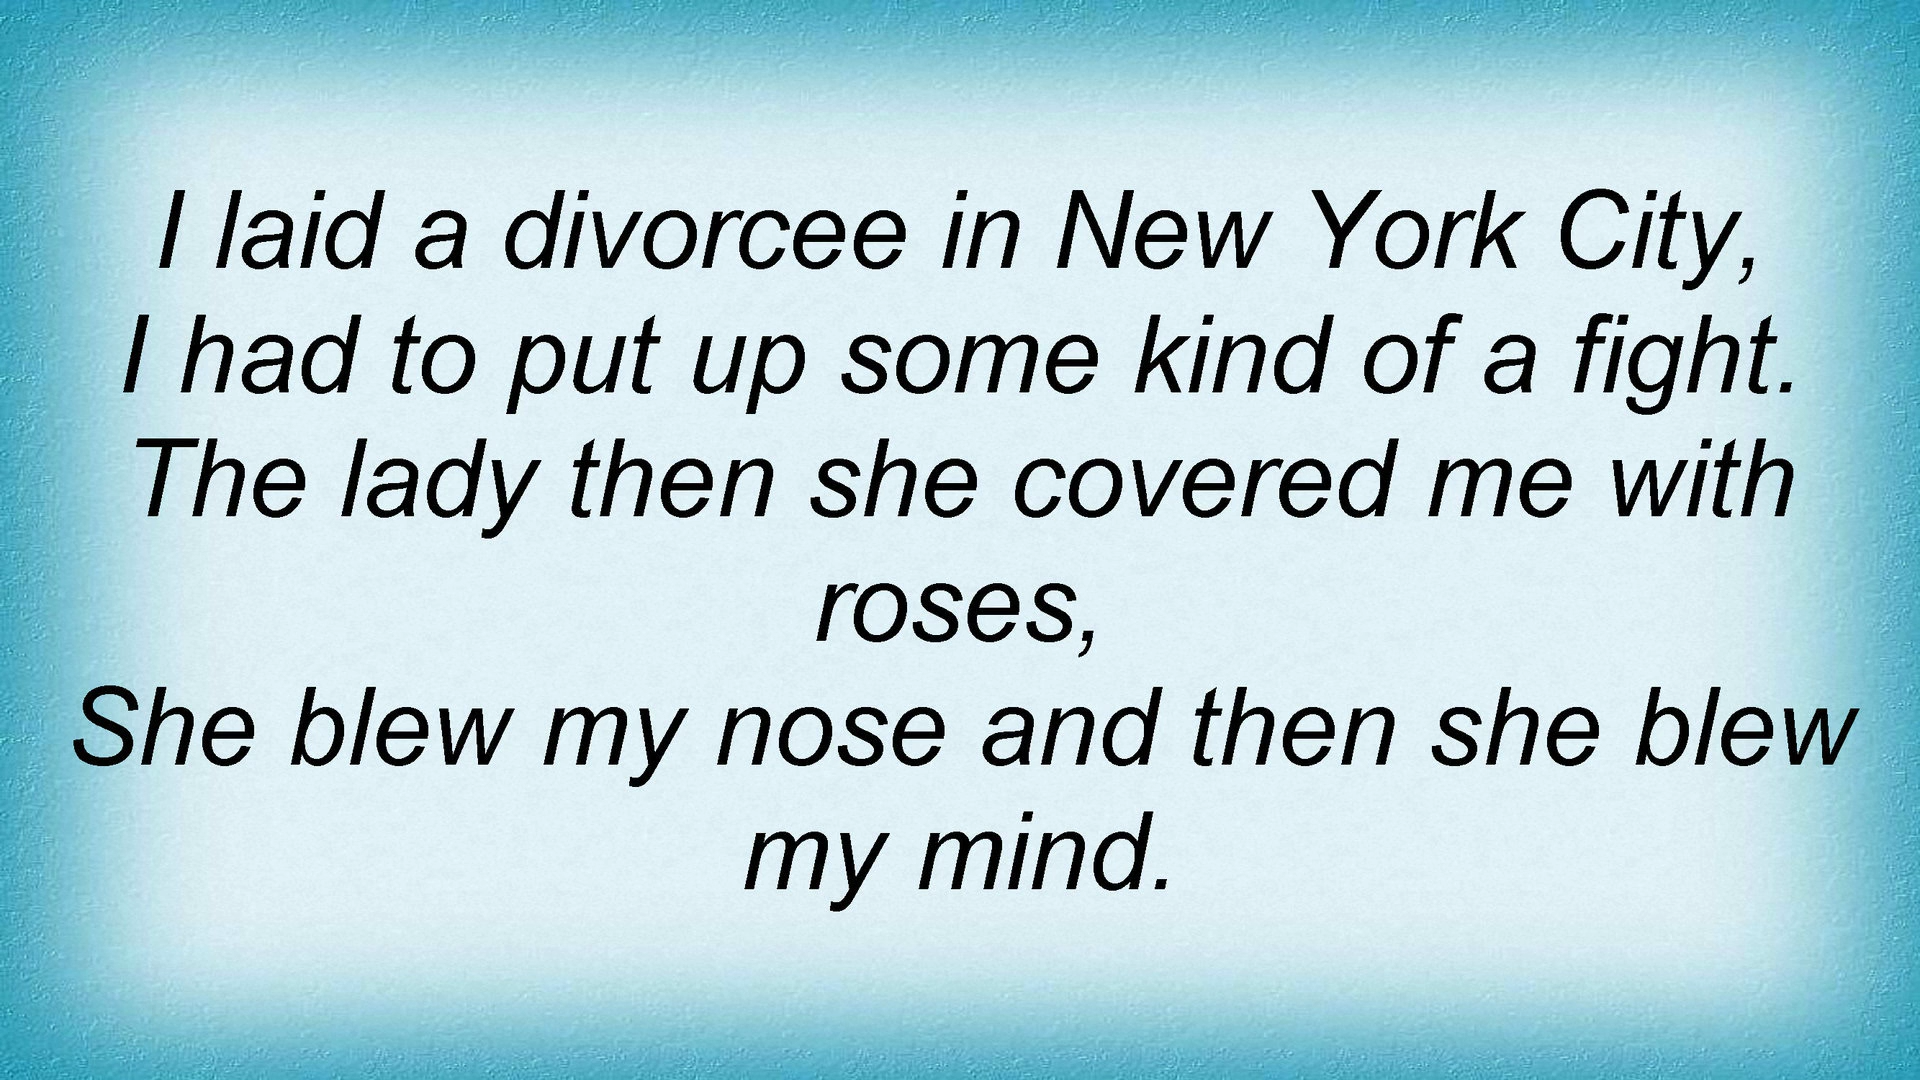 I laid a divorcee in New York City,
I had to put up some kind of a fight.
The lady then she covered me with
roses,
She blew my nose and then she blew
my mind.